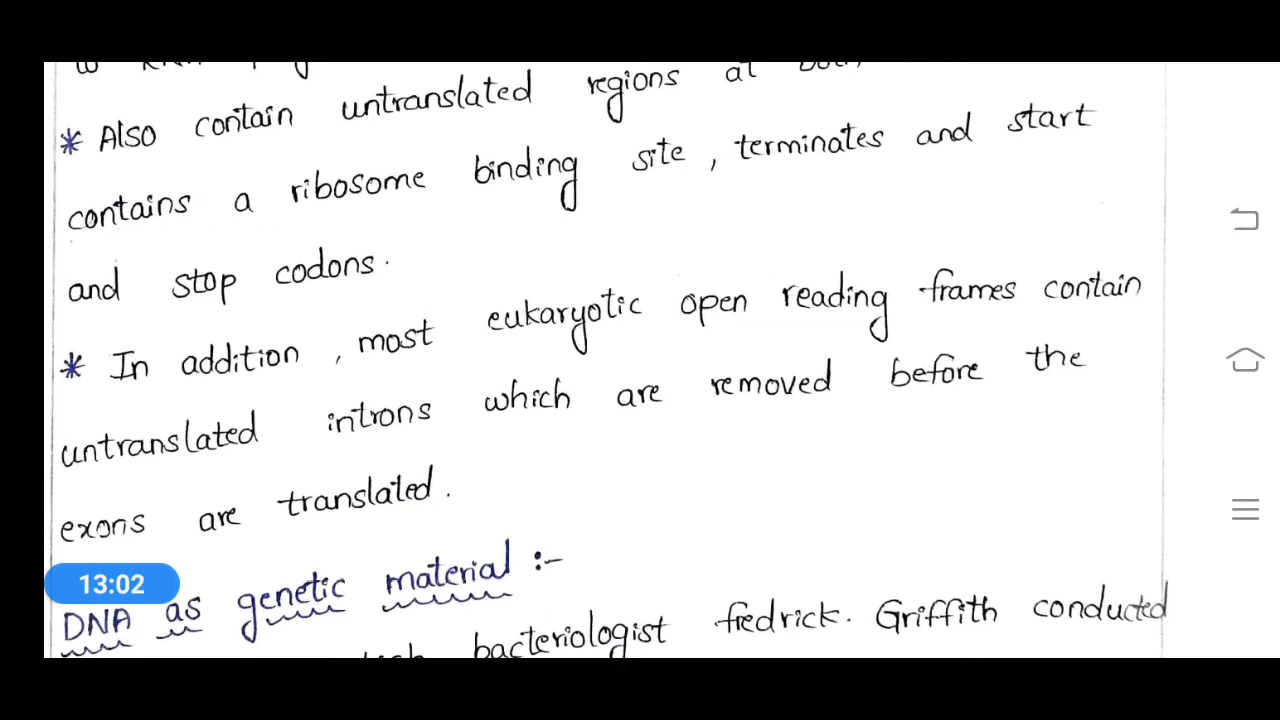 * Also contain untranslated regions at
contains a ribosome binding site, terminates and start
and stop codons.
* In addition, most eukaryotic open reading frames contain
untranslated introns which are removed before the
exons are translated.
13:02
DNA as genetic material :-
bacteriologist fredrick. Griffith conducted